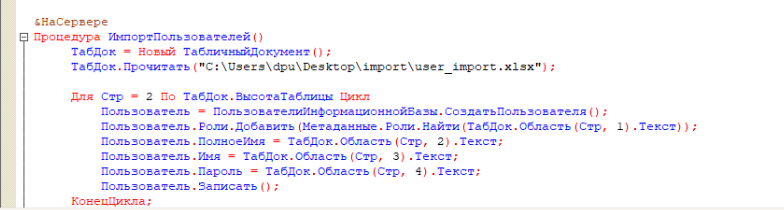 &НаСервере
Процедура ИмпортПользователей()
ТабДок = Новый ТабличныйДокумент();
ТабДок.Прочитать("C:\Users\dpu\Desktop\import\user_import.xlsx");
Для Стр = 2 По ТабДок.ВысотаТаблицы Цикл
Пользователь = ПользователиИнформационнойБазы.СоздатьПользователя();
Пользователь.Роли.Добавить(Метаданные.Роли.Найти(ТабДок.Область(Стр, 1).Текст));
Пользователь.ПолноеИмя = ТабДок.Область(Стр, 2).Текст;
Пользователь.Имя = ТабДок.Область(Стр, 3).Текст;
Пользователь.Пароль = ТабДок.Область(Стр, 4).Текст;
Пользователь.Записать();
КонецЦикла;